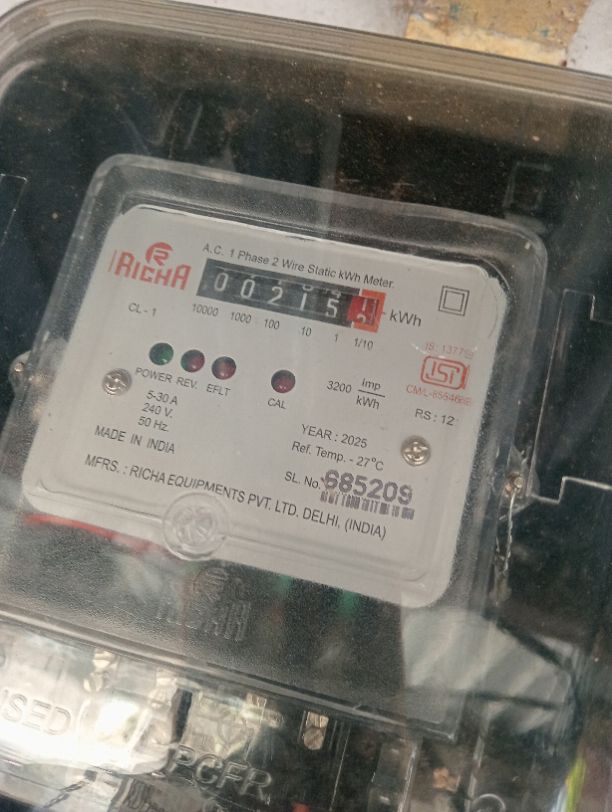 RICHA
A.C. 1 Phase 2 Wire Static kWh Meter.
00215 kWh
CL - 1
10000 1000 100 10 1 1/10
POWER REV. EFLT
CAL
3200 imp/kWh
ISI
RS : 12
5-30 A
240 V.
50 Hz.
MADE IN INDIA
YEAR : 2025
Ref. Temp. - 27°C
SL. No. 685209
MFRS. : RICHA EQUIPMENTS PVT. LTD. DELHI, (INDIA)
RICHA